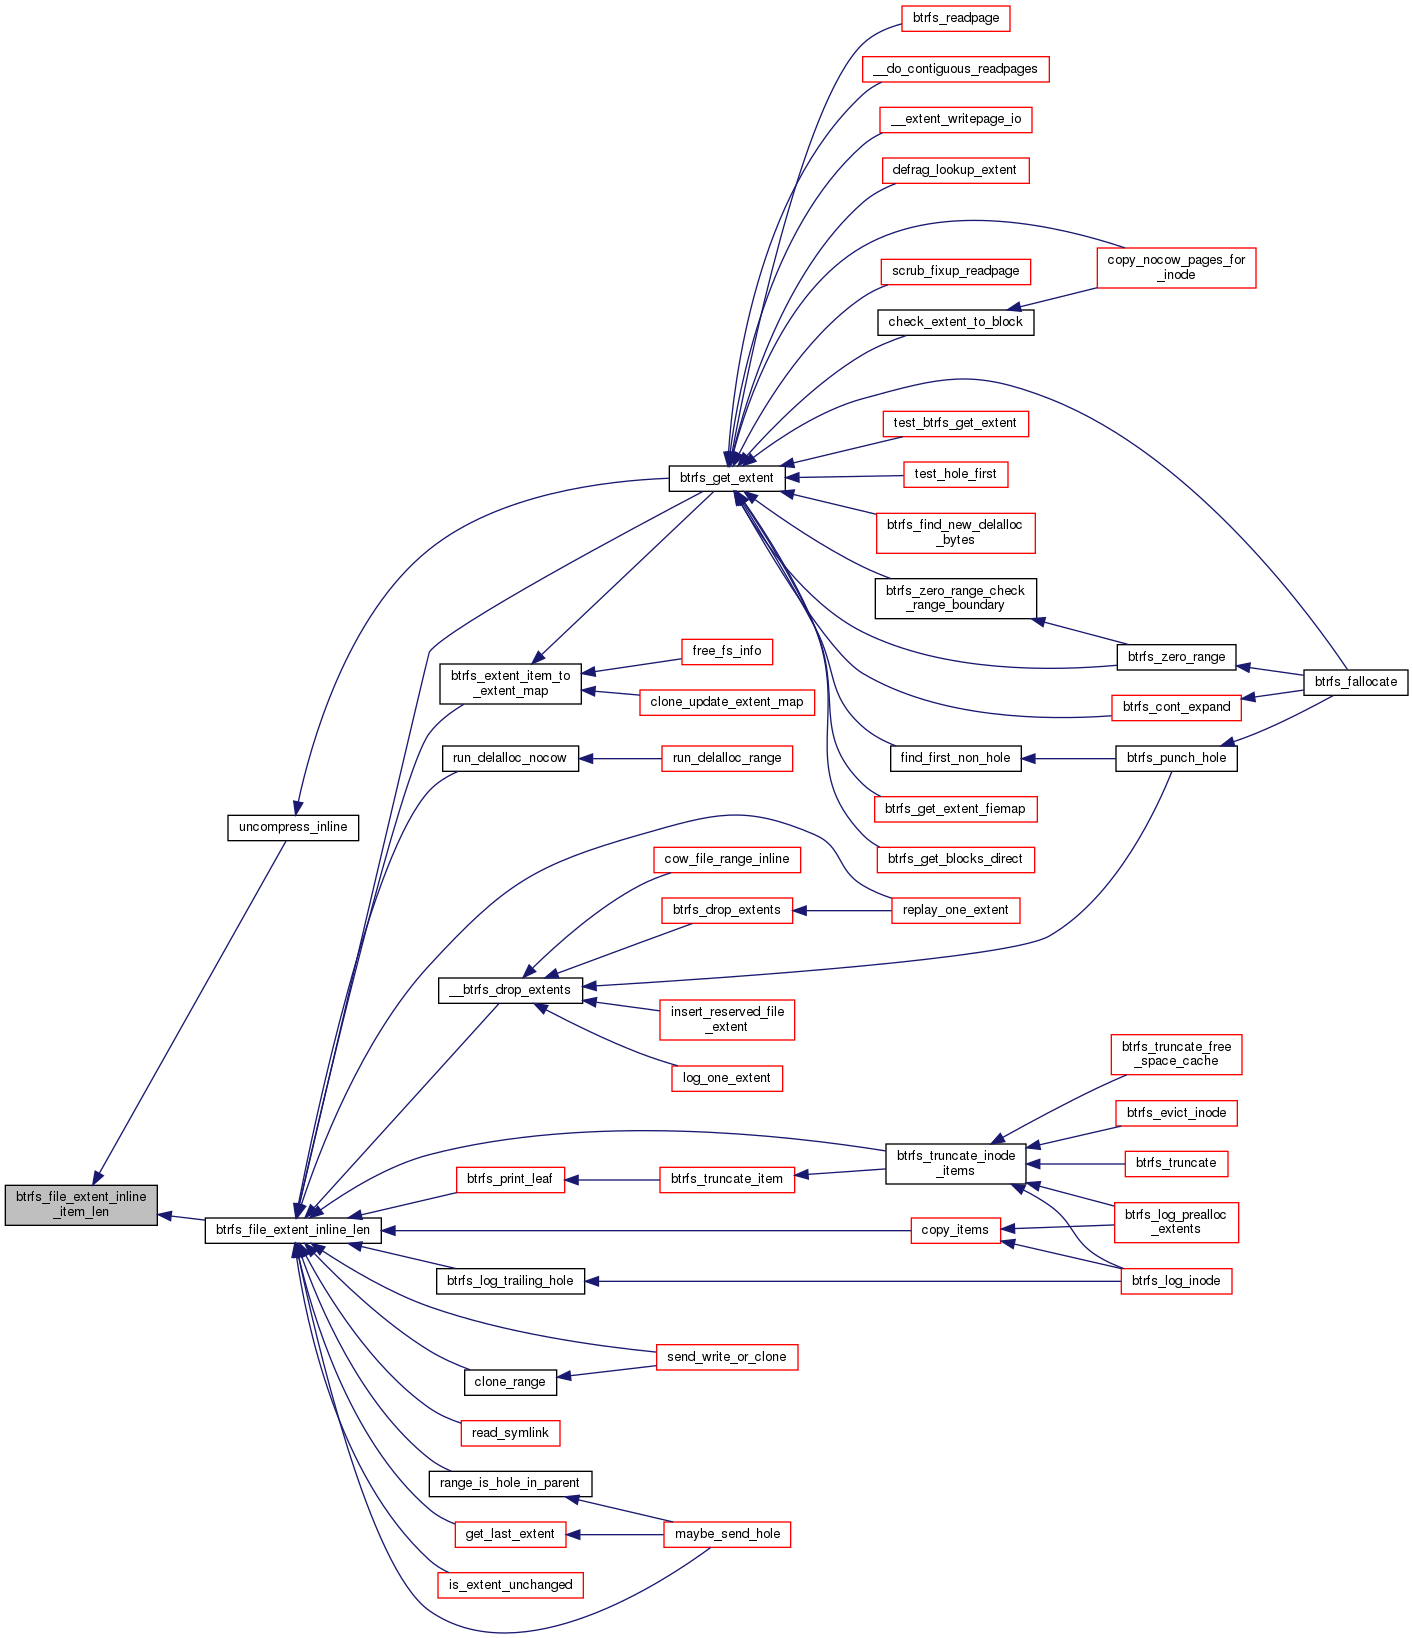 btrfs_readpage
__do_contiguous_readpages
__extent_writepage_io
defrag_lookup_extent
copy_nocow_pages_for
_inode
scrub_fixup_readpage
check_extent_to_block
test_btrfs_get_extent
btrfs_get_extent
test_hole_first
btrfs_find_new_delalloc
_bytes
btrfs_zero_range_check
_range_boundary
btrfs_zero_range
free_fs_info
btrfs_extent_item_to
_extent_map
btrfs_fallocate
clone_update_extent_map
btrfs_cont_expand
run_delalloc_nocow
run_delalloc_range
find_first_non_hole
btrfs_punch_hole
btrfs_get_extent_fiemap
uncompress_inline
cow_file_range_inline
btrfs_get_blocks_direct
btrfs_drop_extents
replay_one_extent
__btrfs_drop_extents
insert_reserved_file
_extent
log_one_extent
btrfs_truncate_free
_space_cache
btrfs_evict_inode
btrfs_truncate_inode
_items
btrfs_truncate
btrfs_print_leaf
btrfs_truncate_item
btrfs_file_extent_inline
_item_len
btrfs_log_prealloc
_extents
btrfs_file_extent_inline_len
copy_items
btrfs_log_trailing_hole
btrfs_log_inode
send_write_or_clone
clone_range
read_symlink
range_is_hole_in_parent
get_last_extent
maybe_send_hole
is_extent_unchanged